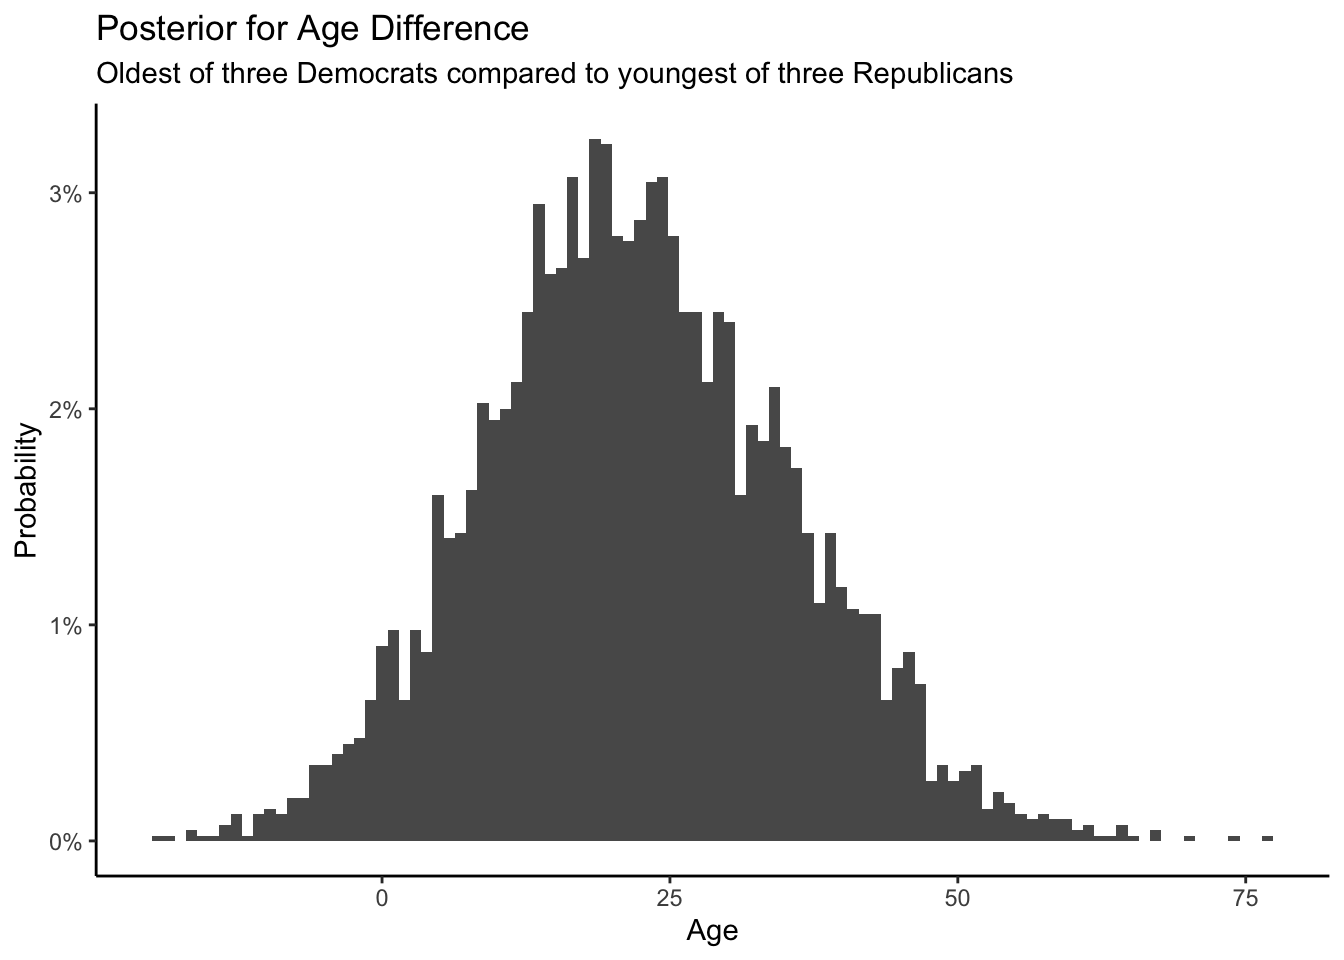 Posterior for Age Difference
Oldest of three Democrats compared to youngest of three Republicans
3%
2%
1%
0%
Probability
0 25 50 75
Age